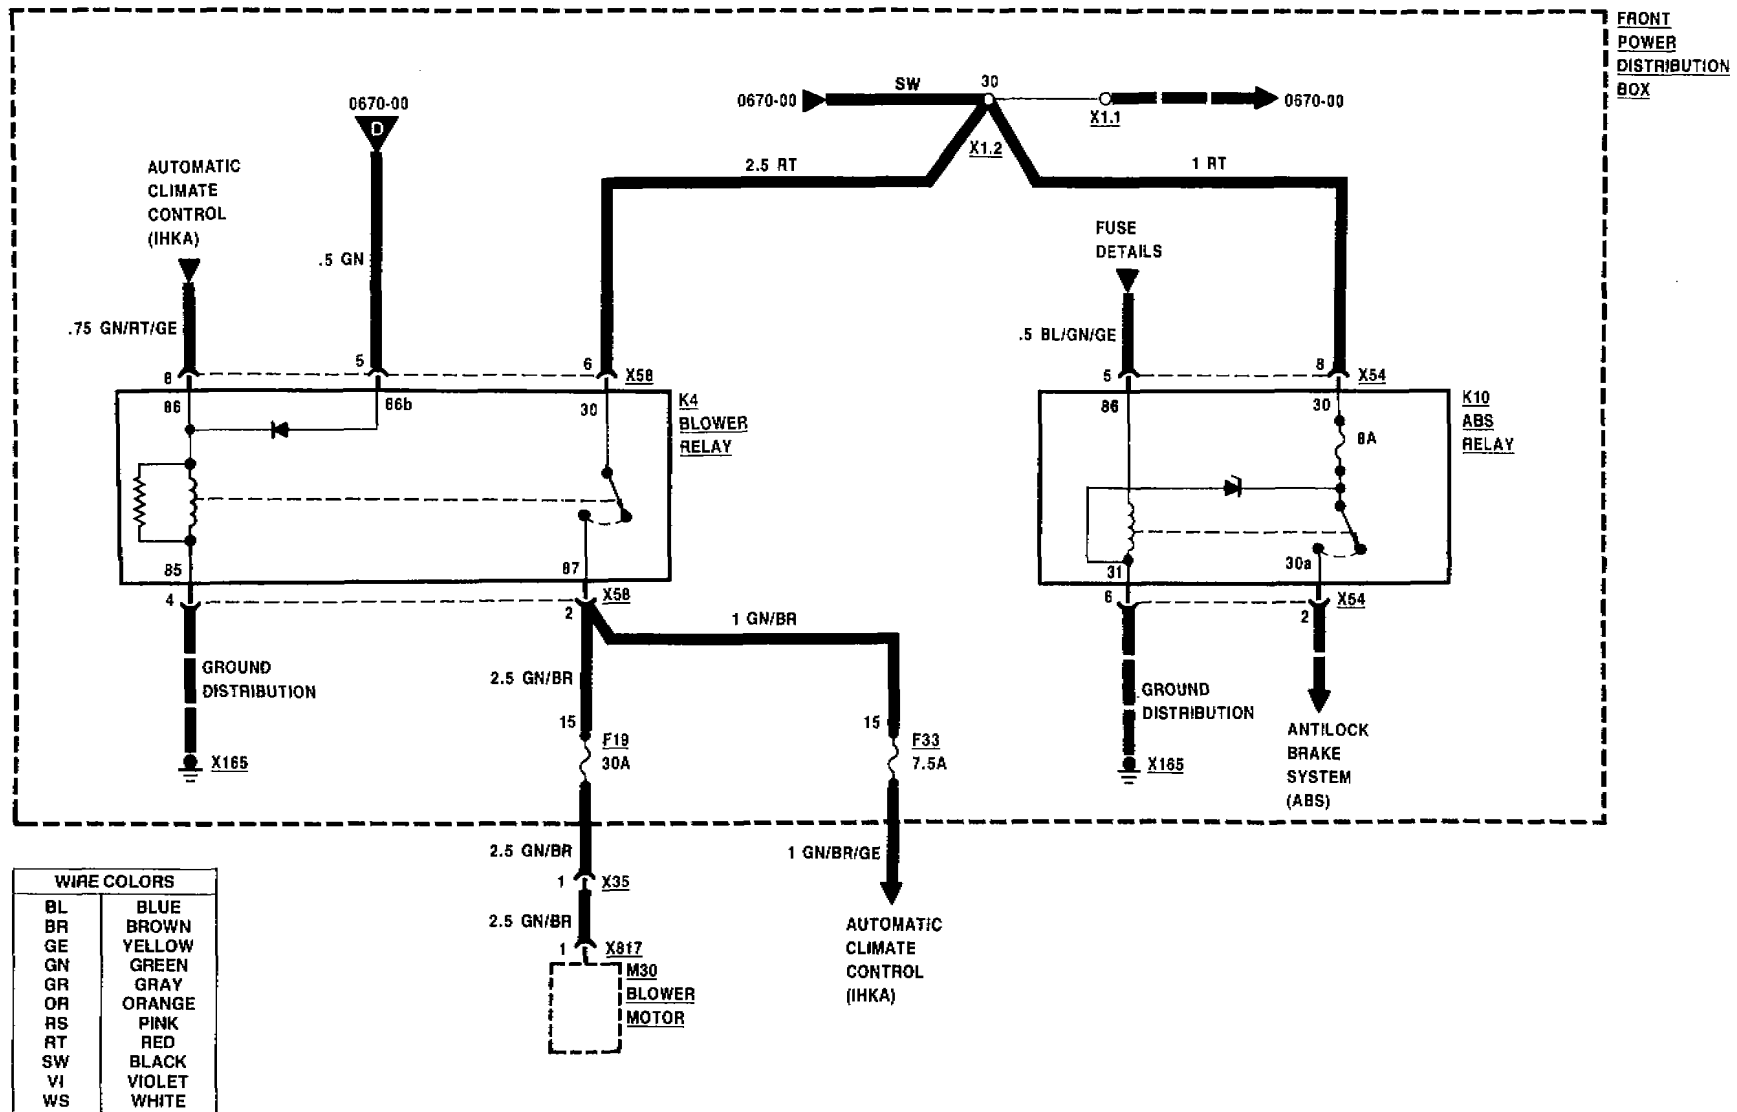 FRONT
POWER
DISTRIBUTION
BOX
0670-00
D
0670-00
SW
30
0670-00
X1.1
X1.2
2.5 RT
1 RT
AUTOMATIC
CLIMATE
CONTROL
(IHKA)
.5 GN
FUSE
DETAILS
.75 GN/RT/GE
.5 BL/GN/GE
8
5
6
X58
5
8
X54
86
86b
30
K4
BLOWER
RELAY
86
30
K10
ABS
RELAY
8A
85
87
31
30a
4
2
X58
6
2
X54
1 GN/BR
GROUND
DISTRIBUTION
2.5 GN/BR
GROUND
DISTRIBUTION
15
15
F19
30A
F33
7.5A
X165
X165
ANTILOCK
BRAKE
SYSTEM
(ABS)
2.5 GN/BR
1 GN/BR/GE
1
X35
2.5 GN/BR
1
X817
M30
BLOWER
MOTOR
AUTOMATIC
CLIMATE
CONTROL
(IHKA)
WIRE COLORS
BL BLUE
BR BROWN
GE YELLOW
GN GREEN
GR GRAY
OR ORANGE
RS PINK
RT RED
SW BLACK
VI VIOLET
WS WHITE